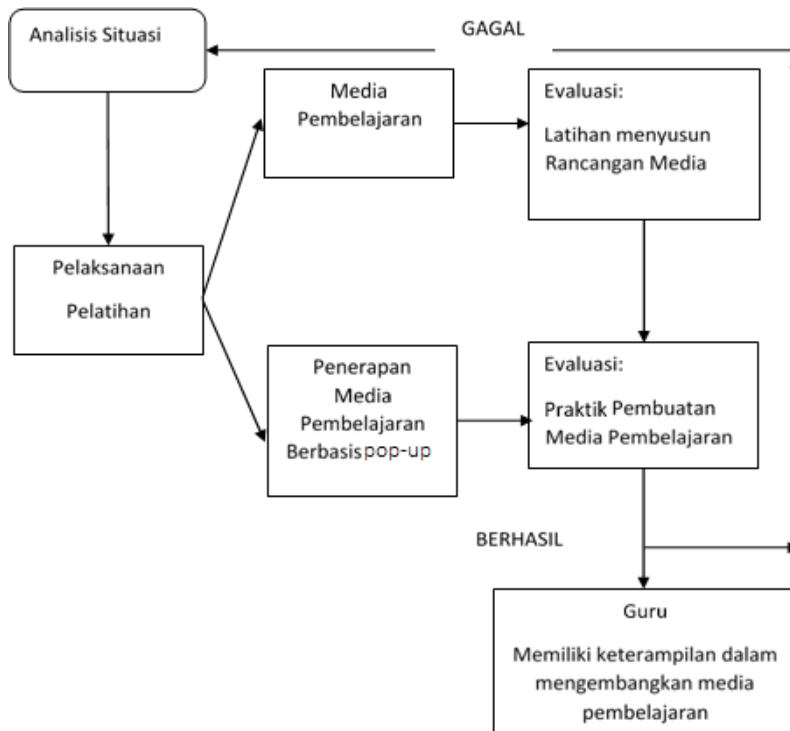 Analisis Situasi
GAGAL
Media
Pembelajaran
Evaluasi:
Latihan menyusun
Rancangan Media
Pelaksanaan
Pelatihan
Penerapan
Media
Pembelajaran
Berbasis pop-up
Evaluasi:
Praktik Pembuatan
Media Pembelajaran
BERHASIL
Guru
Memiliki keterampilan dalam
mengembangkan media
pembelajaran